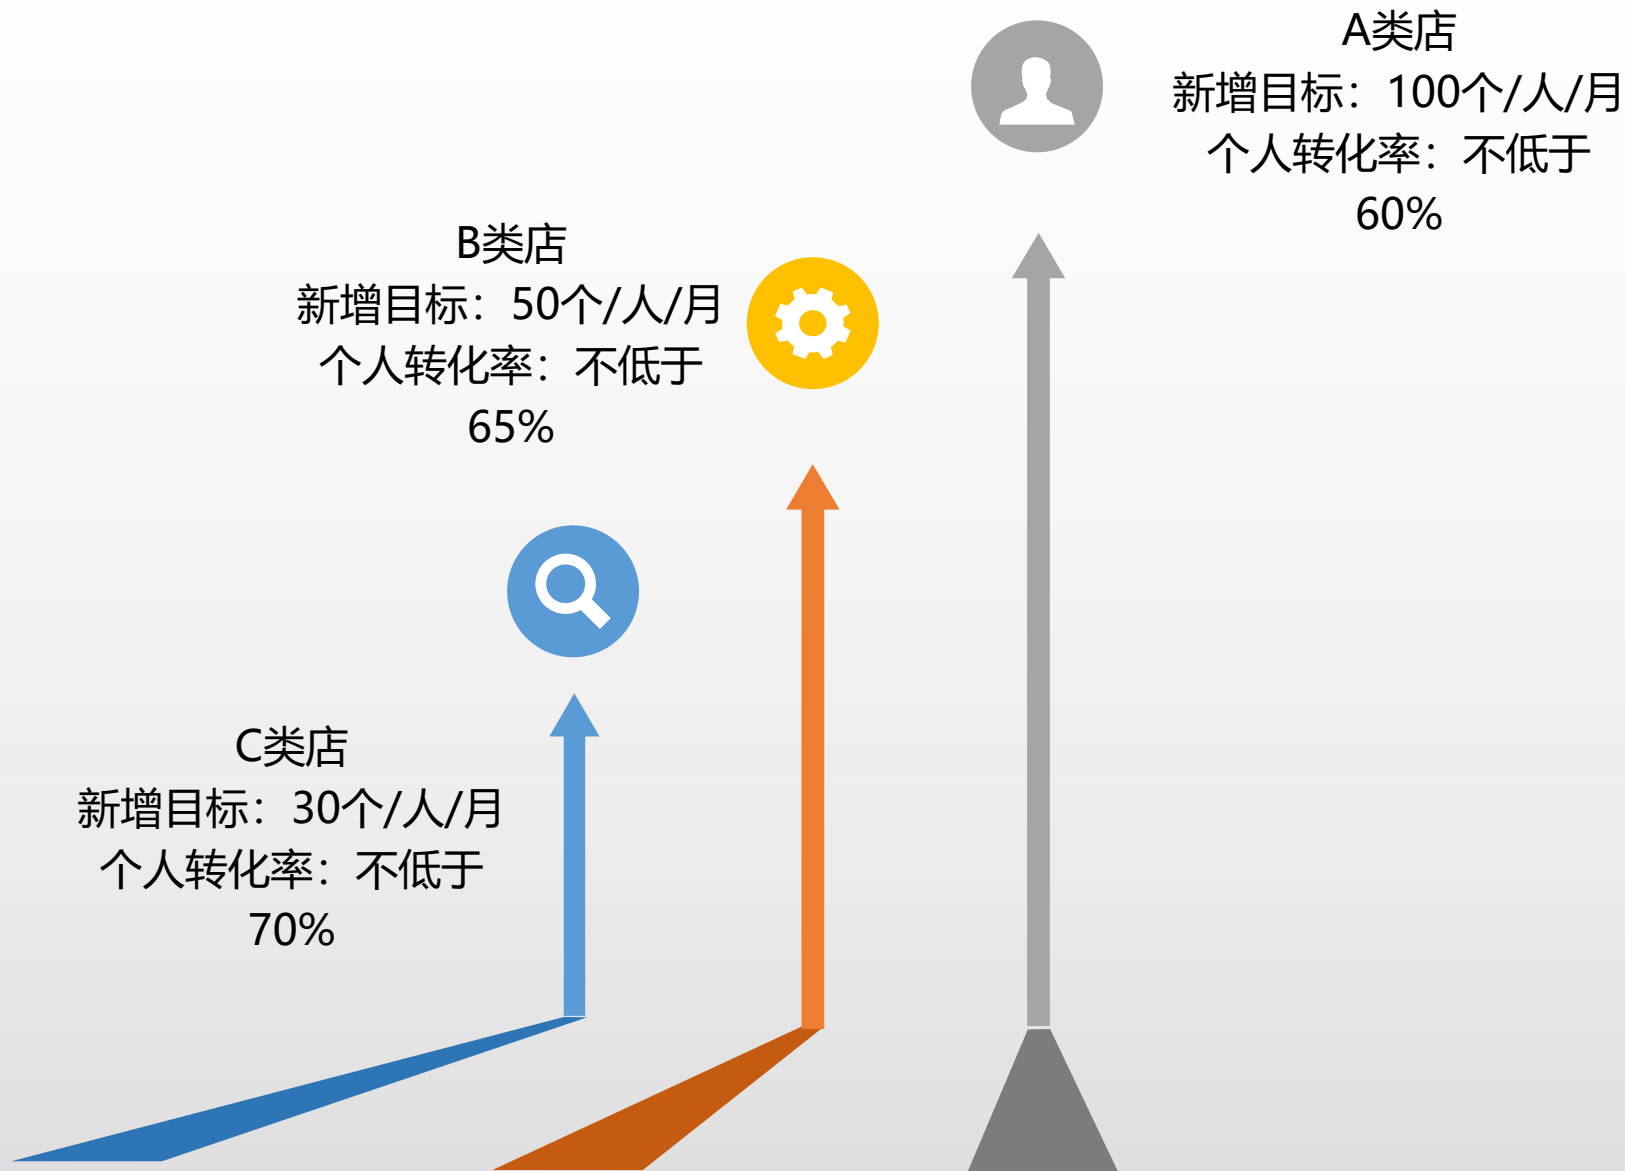 A类店
新增目标：100个/人/月
个人转化率：不低于
60%
B类店
新增目标：50个/人/月
个人转化率：不低于
65%
C类店
新增目标：30个/人/月
个人转化率：不低于
70%